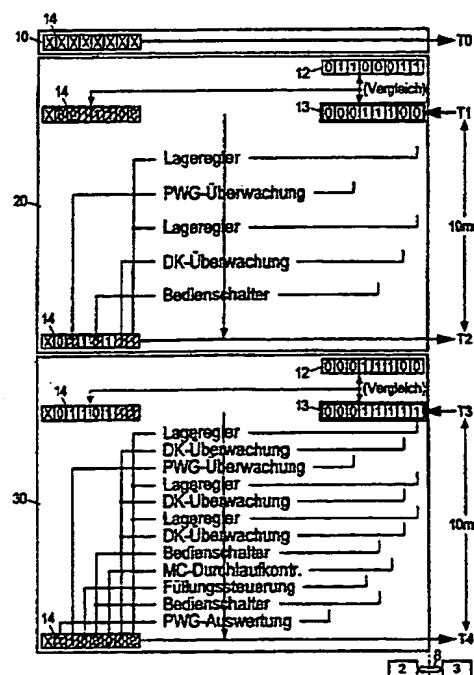 14
10 XXXXXXXX T0
12 01100011
(Vergleich)
14
13 00011100 T1
Lageregler
PWG-Überwachung
20
Lageregler
10m
DK-Überwachung
Bedienschalter
14
T2
12 00011100
(Vergleich)
14
13 00011111 T3
Lageregler
DK-Überwachung
PWG-Überwachung
Lageregler
30
DK-Überwachung
10m
Lageregler
DK-Überwachung
Bedienschalter
MC-Durchlaufkontr.
Füllungssteuerung
Bedienschalter
14
PWG-Auswertung
T4
8
2 3